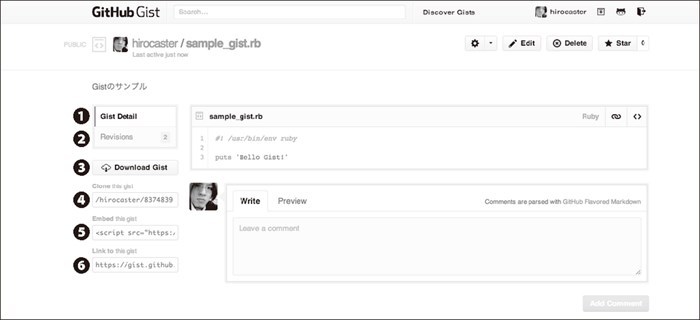 GitHub Gist
Search...
Discover Gists
hirocaster
PUBLIC
hirocaster / sample_gist.rb
Last active just now
Edit
Delete
Star
0
Gistのサンプル
1 Gist Detail
2 Revisions 2
3 Download Gist
4 Clone this gist
/hirocaster/8374839
5 Embed this gist
<script src="https:/
6 Link to this gist
https://gist.github.
sample_gist.rb
Ruby
1 #! /usr/bin/env ruby
2
3 puts 'Hello Gist!'
Write
Preview
Comments are parsed with GitHub Flavored Markdown
Leave a comment
Add Comment